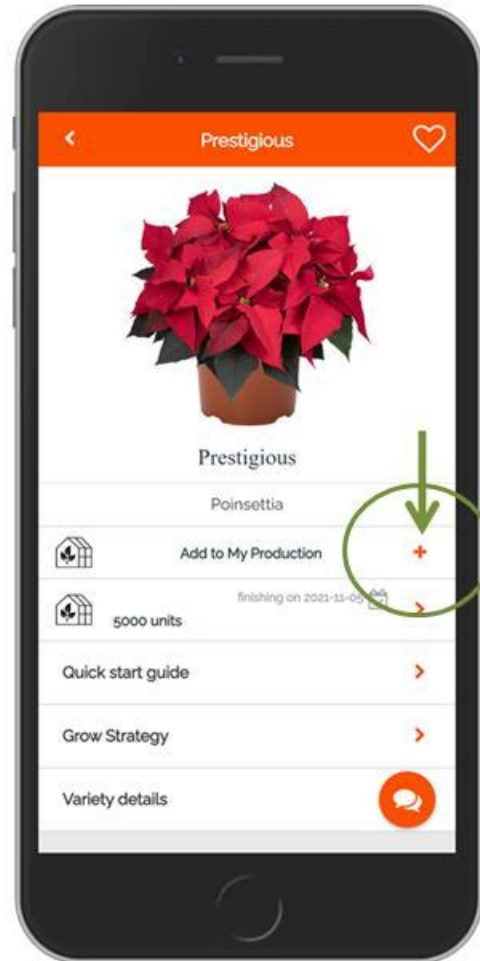 Prestigious
Prestigious
Poinsettia
Add to My Production
finishing on 2021-11-05
5000 units
Quick start guide
Grow Strategy
Variety details